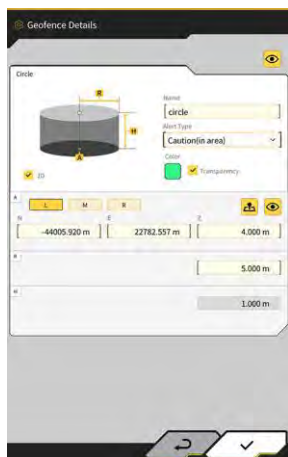 Geofence Details
Circle
R
H
A
2D
Name
circle
Alert Type
Caution(in area)
Color
Transparency
A
L M R
N E Z
-44005.920 m 22782.557 m 4.000 m
R
5.000 m
H
1.000 m